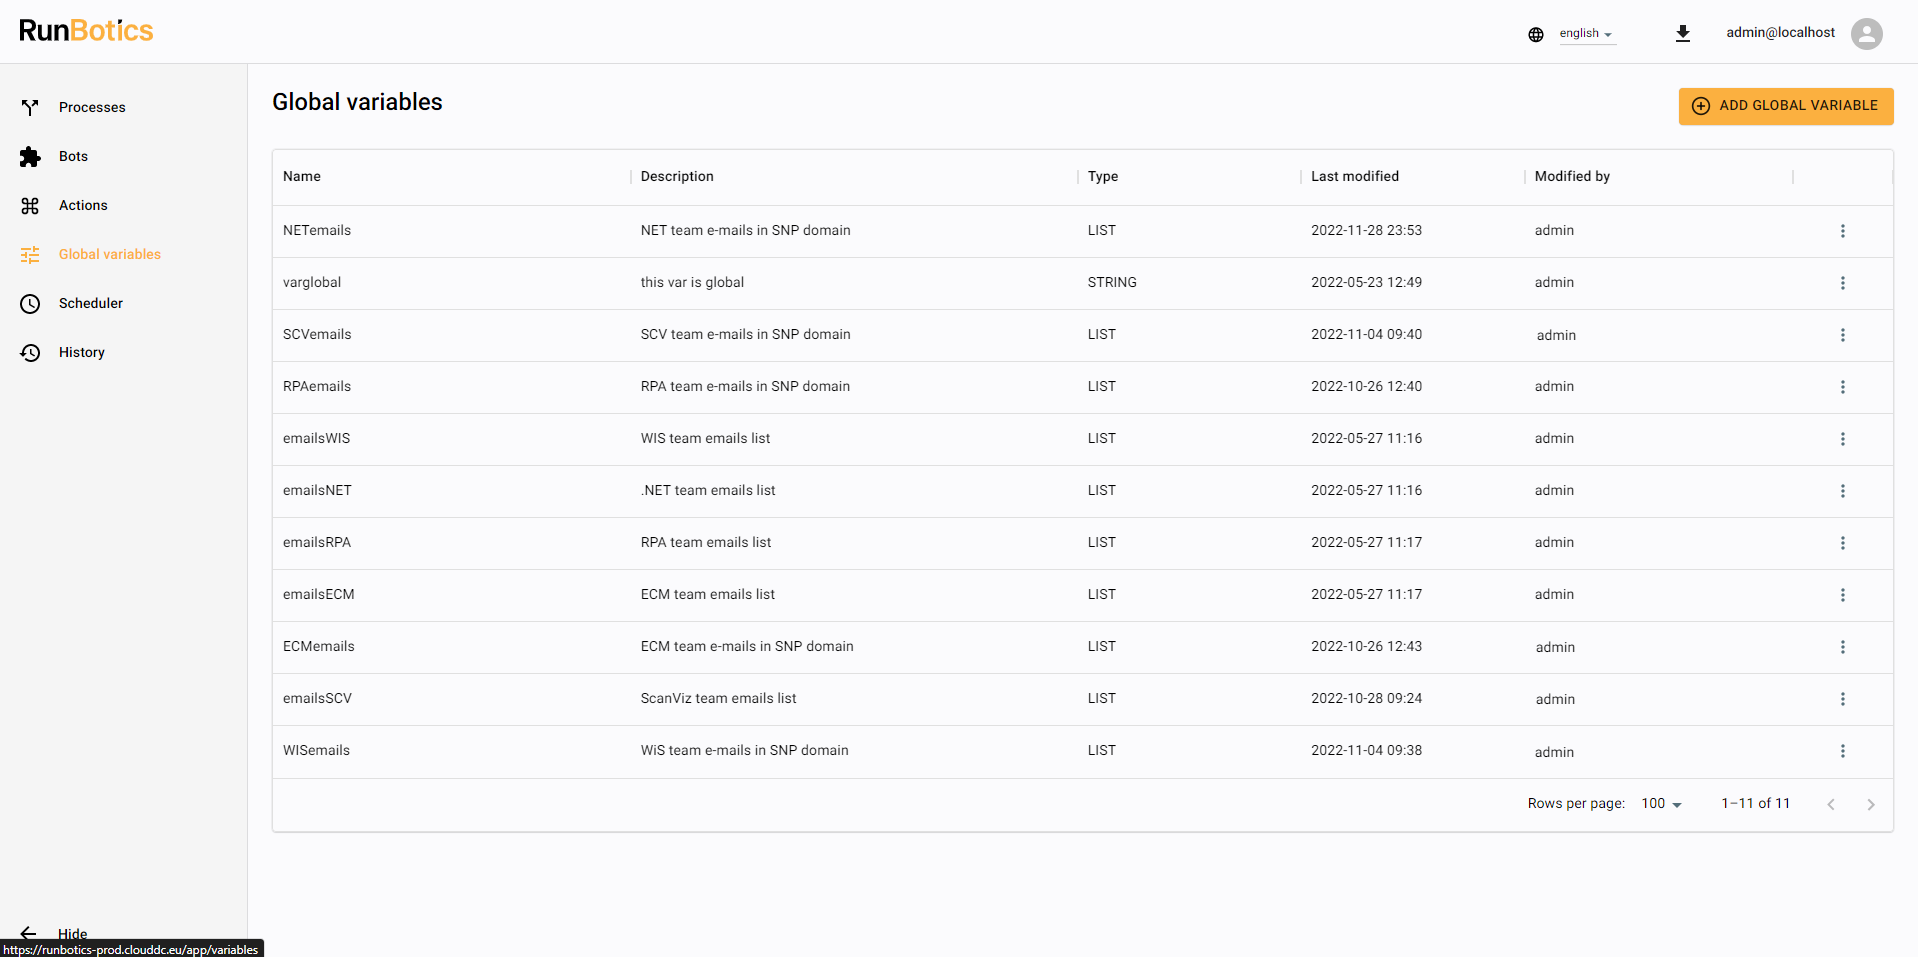 RunBotics
english
admin@localhost
Processes
Bots
Actions
Global variables
Scheduler
History
Global variables
ADD GLOBAL VARIABLE
Name Description Type Last modified Modified by
NETemails NET team e-mails in SNP domain LIST 2022-11-28 23:53 admin
varglobal this var is global STRING 2022-05-23 12:49 admin
SCVemails SCV team e-mails in SNP domain LIST 2022-11-04 09:40 admin
RPAemails RPA team e-mails in SNP domain LIST 2022-10-26 12:40 admin
emailsWIS WIS team emails list LIST 2022-05-27 11:16 admin
emailsNET .NET team emails list LIST 2022-05-27 11:16 admin
emailsRPA RPA team emails list LIST 2022-05-27 11:17 admin
emailsECM ECM team emails list LIST 2022-05-27 11:17 admin
ECMemails ECM team e-mails in SNP domain LIST 2022-10-26 12:43 admin
emailsSCV ScanViz team emails list LIST 2022-10-28 09:24 admin
WISemails WiS team e-mails in SNP domain LIST 2022-11-04 09:38 admin
Rows per page: 100 1–11 of 11
Hide
https://runbotics-prod.clouddc.eu/app/variables